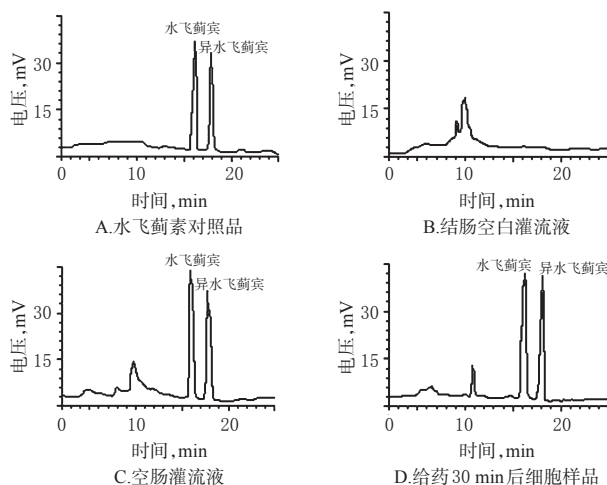 水飞蓟宾
异水飞蓟宾
30
15
电压,mV
0
10
20
时间,min
A.水飞蓟素对照品
30
15
电压,mV
0
10
20
时间,min
B.结肠空白灌流液
水飞蓟宾
异水飞蓟宾
30
15
电压,mV
0
10
20
时间,min
C.空肠灌流液
水飞蓟宾 异水飞蓟宾
30
15
电压,mV
0
10
20
时间,min
D.给药30 min后细胞样品